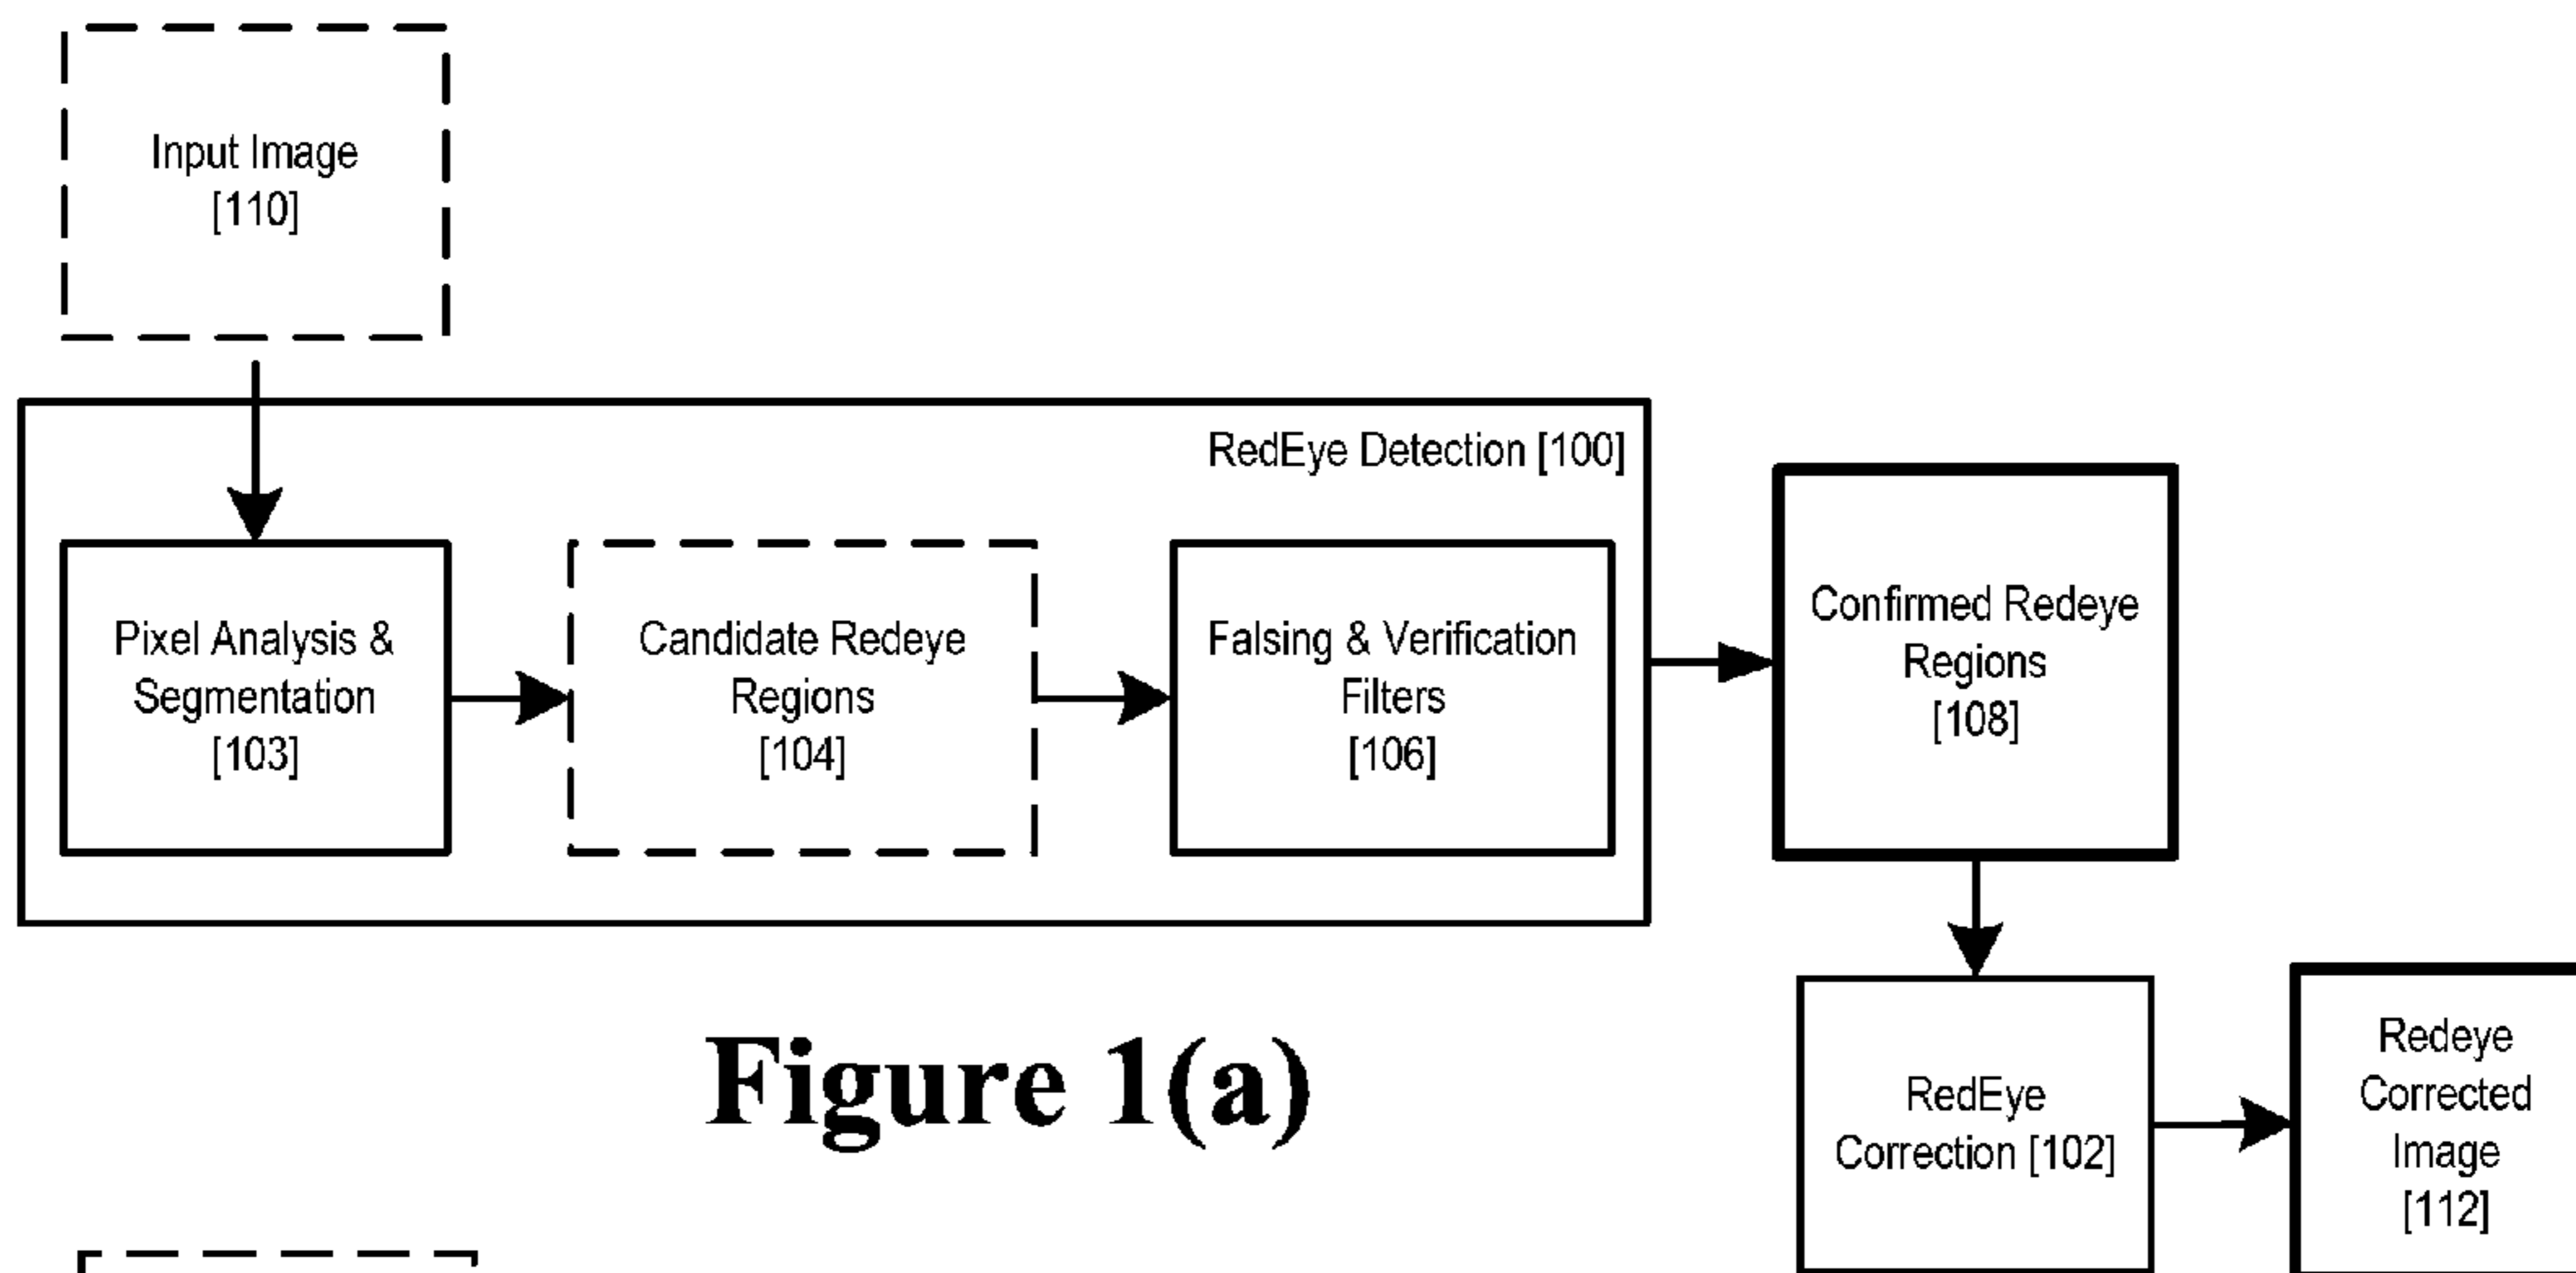 Input Image
[110]
RedEye Detection [100]
Pixel Analysis &
Segmentation
[103]
Candidate Redeye
Regions
[104]
Falsing & Verification
Filters
[106]
Confirmed Redeye
Regions
[108]
RedEye
Correction [102]
Redeye
Corrected
Image
[112]
Figure 1(a)